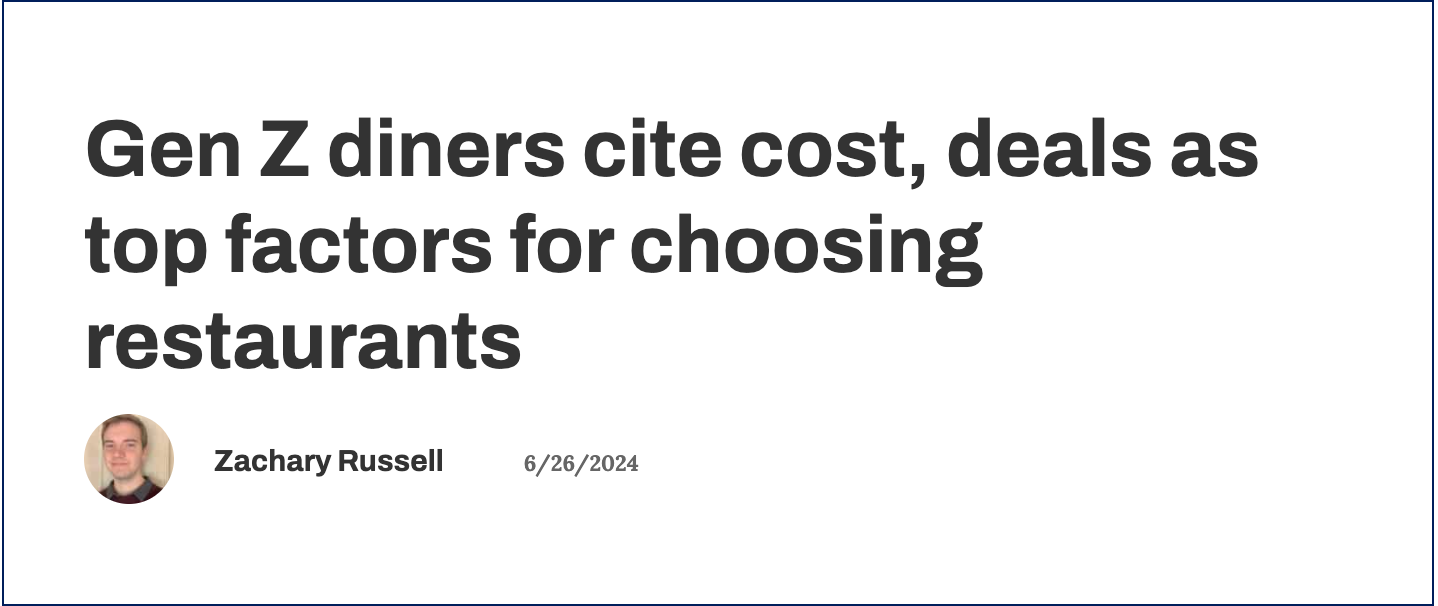 Gen Z diners cite cost, deals as
top factors for choosing
restaurants
Zachary Russell 6/26/2024